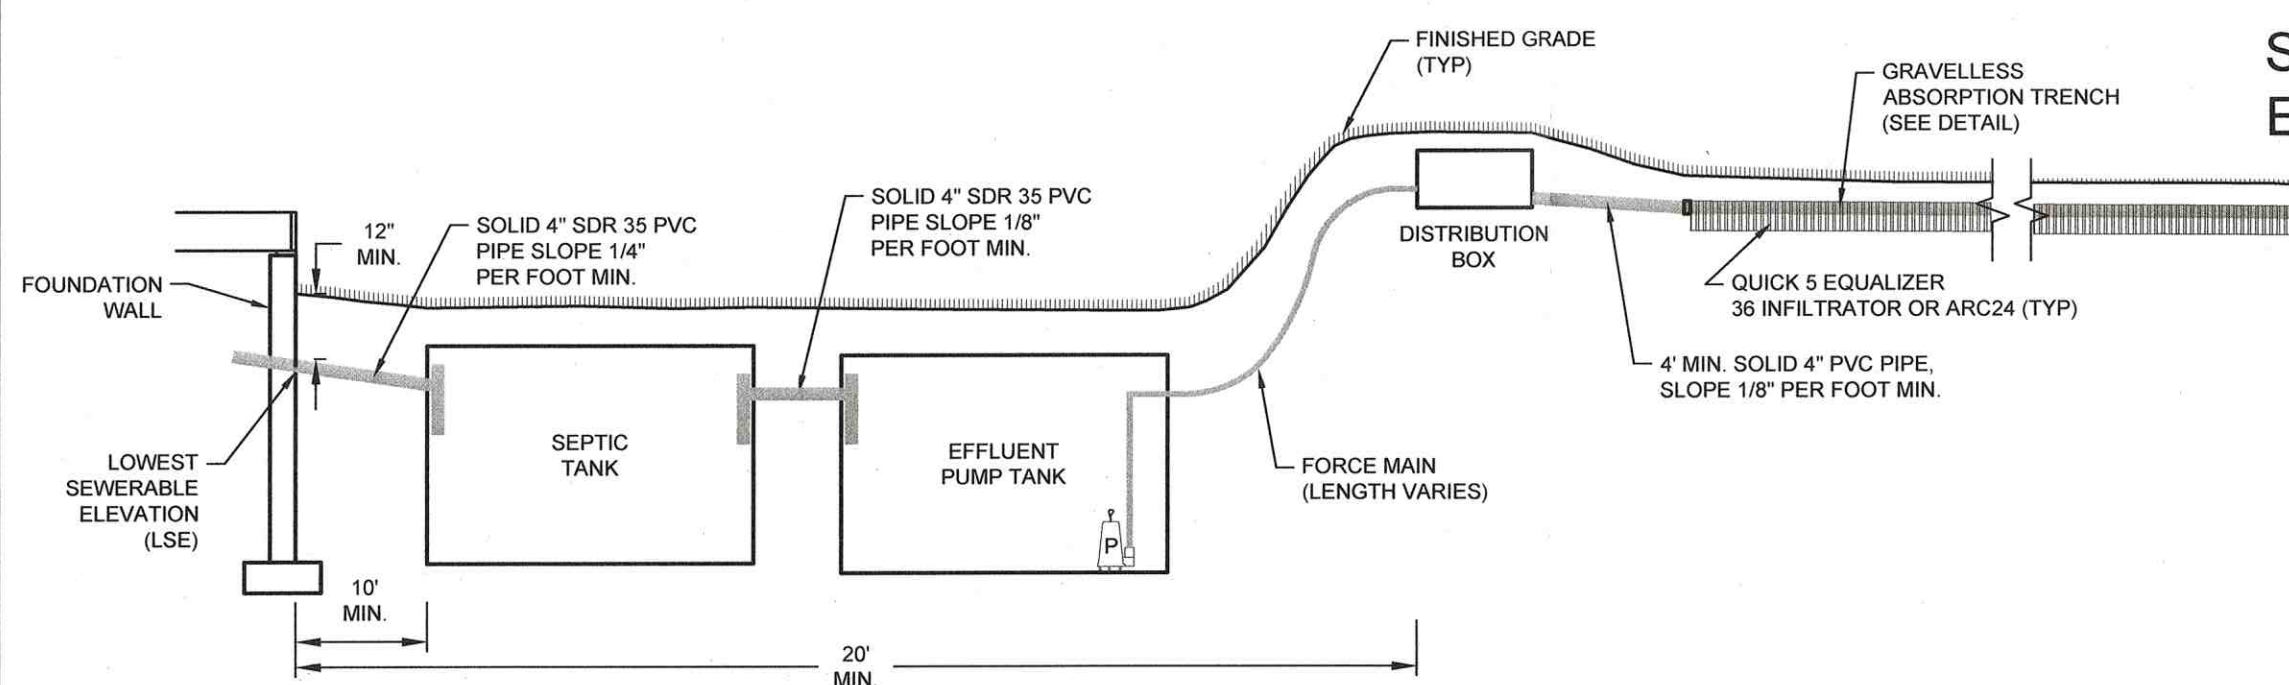 FINISHED GRADE
(TYP)
GRAVELLESS
ABSORPTION TRENCH
(SEE DETAIL)
S
E
SOLID 4" SDR 35 PVC
PIPE SLOPE 1/8"
PER FOOT MIN.
SOLID 4" SDR 35 PVC
PIPE SLOPE 1/4"
PER FOOT MIN.
12"
MIN.
DISTRIBUTION
BOX
FOUNDATION
WALL
QUICK 5 EQUALIZER
36 INFILTRATOR OR ARC24 (TYP)
4' MIN. SOLID 4" PVC PIPE,
SLOPE 1/8" PER FOOT MIN.
LOWEST
SEWERABLE
ELEVATION
(LSE)
SEPTIC
TANK
EFFLUENT
PUMP TANK
FORCE MAIN
(LENGTH VARIES)
P
10'
MIN.
20'
MIN.